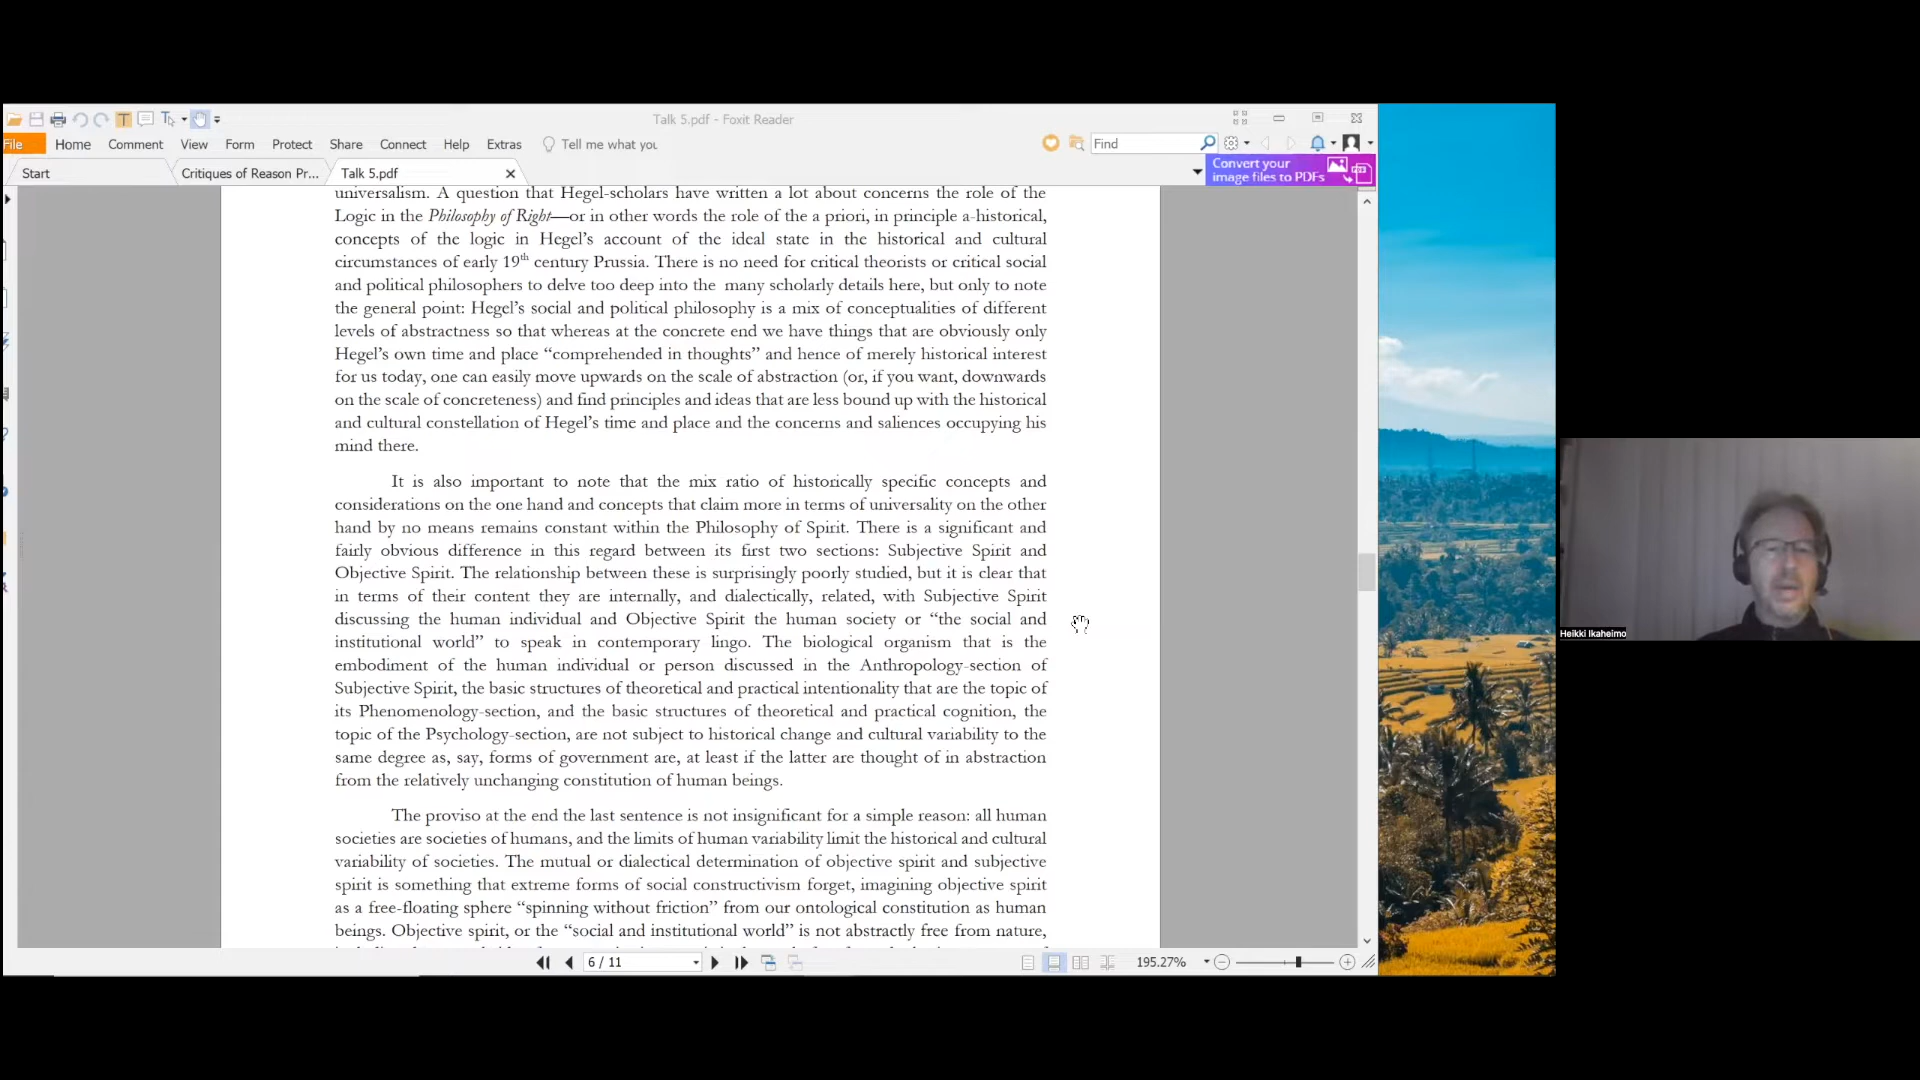 Talk 5.pdf - Foxit Reader
File Home Comment View Form Protect Share Connect Help Extras Tell me what you Find
Start Critiques of Reason Pr... Talk 5.pdf
Convert your
image files to PDFs
universalism. A question that Hegel-scholars have written a lot about concerns the role of the
Logic in the Philosophy of Right—or in other words the role of the a priori, in principle a-historical,
concepts of the logic in Hegel’s account of the ideal state in the historical and cultural
circumstances of early 19th century Prussia. There is no need for critical theorists or critical social
and political philosophers to delve too deep into the many scholarly details here, but only to note
the general point: Hegel’s social and political philosophy is a mix of conceptualities of different
levels of abstractness so that whereas at the concrete end we have things that are obviously only
Hegel’s own time and place “comprehended in thoughts” and hence of merely historical interest
for us today, one can easily move upwards on the scale of abstraction (or, if you want, downwards
on the scale of concreteness) and find principles and ideas that are less bound up with the historical
and cultural constellation of Hegel’s time and place and the concerns and saliences occupying his
mind there.
It is also important to note that the mix ratio of historically specific concepts and
considerations on the one hand and concepts that claim more in terms of universality on the other
hand by no means remains constant within the Philosophy of Spirit. There is a significant and
fairly obvious difference in this regard between its first two sections: Subjective Spirit and
Objective Spirit. The relationship between these is surprisingly poorly studied, but it is clear that
in terms of their content they are internally, and dialectically, related, with Subjective Spirit
discussing the human individual and Objective Spirit the human society or “the social and
institutional world” to speak in contemporary lingo. The biological organism that is the
embodiment of the human individual or person discussed in the Anthropology-section of
Subjective Spirit, the basic structures of theoretical and practical intentionality that are the topic of
its Phenomenology-section, and the basic structures of theoretical and practical cognition, the
topic of the Psychology-section, are not subject to historical change and cultural variability to the
same degree as, say, forms of government are, at least if the latter are thought of in abstraction
from the relatively unchanging constitution of human beings.
The proviso at the end the last sentence is not insignificant for a simple reason: all human
societies are societies of humans, and the limits of human variability limit the historical and cultural
variability of societies. The mutual or dialectical determination of objective spirit and subjective
spirit is something that extreme forms of social constructivism forget, imagining objective spirit
as a free-floating sphere “spinning without friction” from our ontological constitution as human
beings. Objective spirit, or the “social and institutional world” is not abstractly free from nature,
6 / 11
195.27%
Heikki Ikaheimo